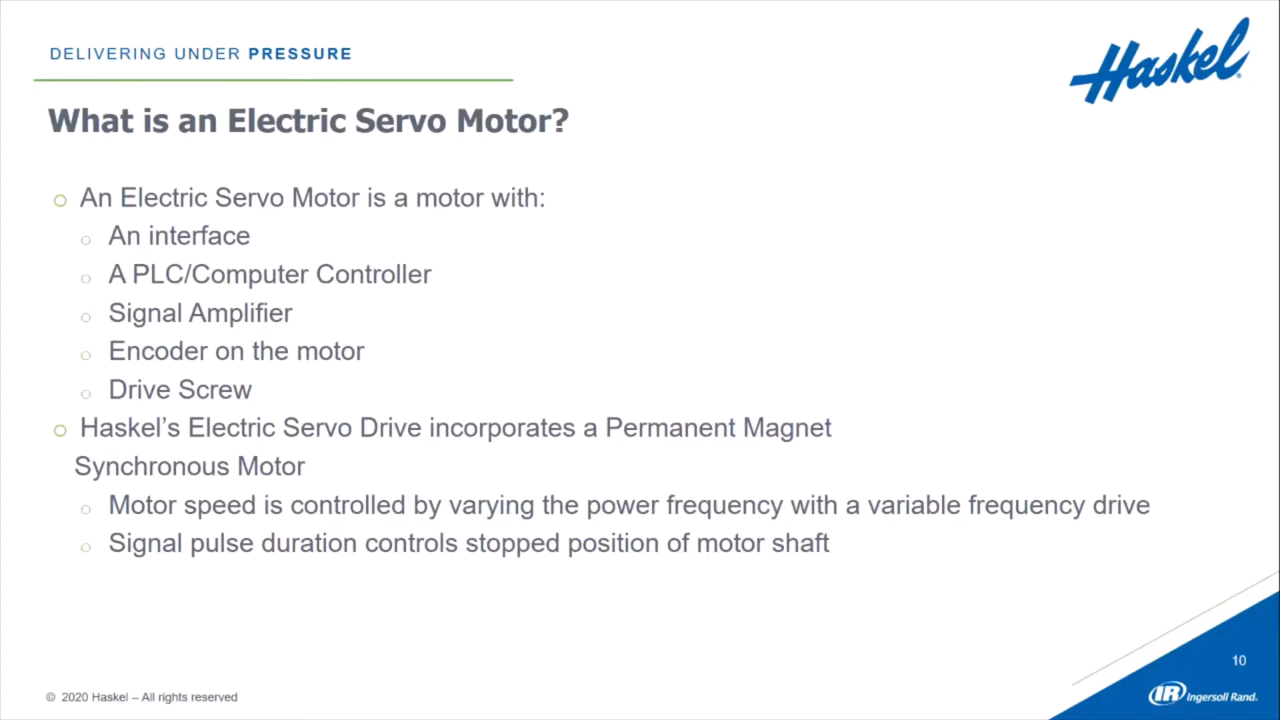 DELIVERING UNDER PRESSURE
Haskel
What is an Electric Servo Motor?
An Electric Servo Motor is a motor with:
An interface
A PLC/Computer Controller
Signal Amplifier
Encoder on the motor
Drive Screw
Haskel’s Electric Servo Drive incorporates a Permanent Magnet
Synchronous Motor
Motor speed is controlled by varying the power frequency with a variable frequency drive
Signal pulse duration controls stopped position of motor shaft
10
© 2020 Haskel – All rights reserved
IR Ingersoll Rand.